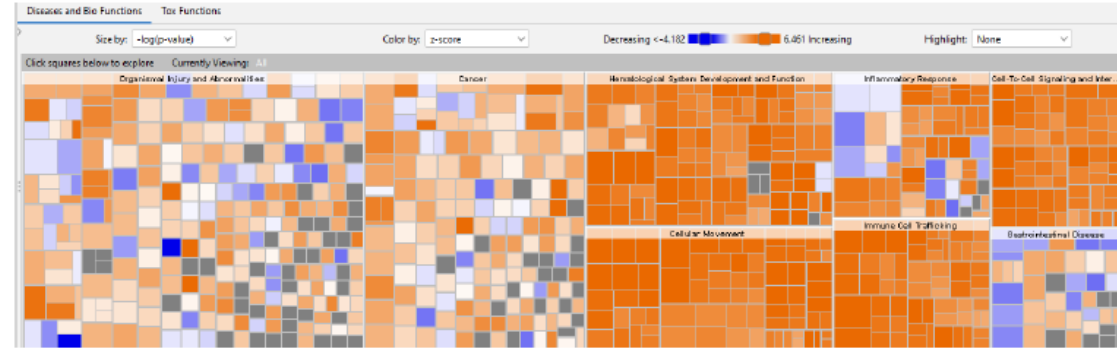 Diseases and Bio Functions Tox Functions
Size by: -log(p-value) Color by: z-score Decreasing <-4.182 6.461 Increasing Highlight: None
Click squares below to explore Currently Viewing: All
Organismal Injury and Abnormalities Cancer Hematological System Development and Function Inflammatory Response Cell-To-Cell Signaling and Inter...
Immune Cell Trafficking
Cellular Movement Gastrointestinal Disease